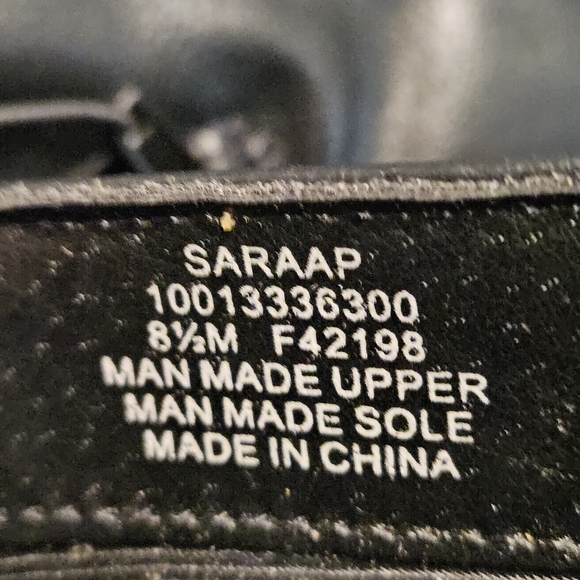 SARAAP
10013336300
8½M F42198
MAN MADE UPPER
MAN MADE SOLE
MADE IN CHINA